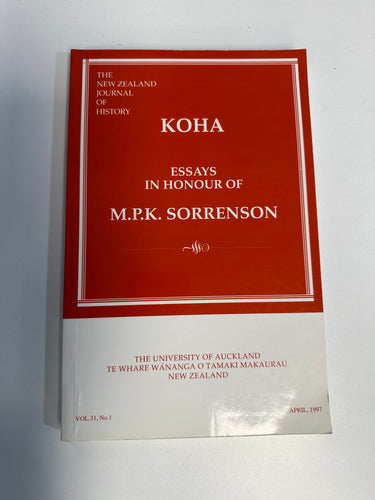 THE
NEW ZEALAND
JOURNAL
OF
HISTORY
KOHA
ESSAYS
IN HONOUR OF
M.P.K. SORRENSON
THE UNIVERSITY OF AUCKLAND
TE WHARE WĀNANGA O TAMAKI MAKAURAU
NEW ZEALAND
VOL.31, No.1
APRIL, 1997